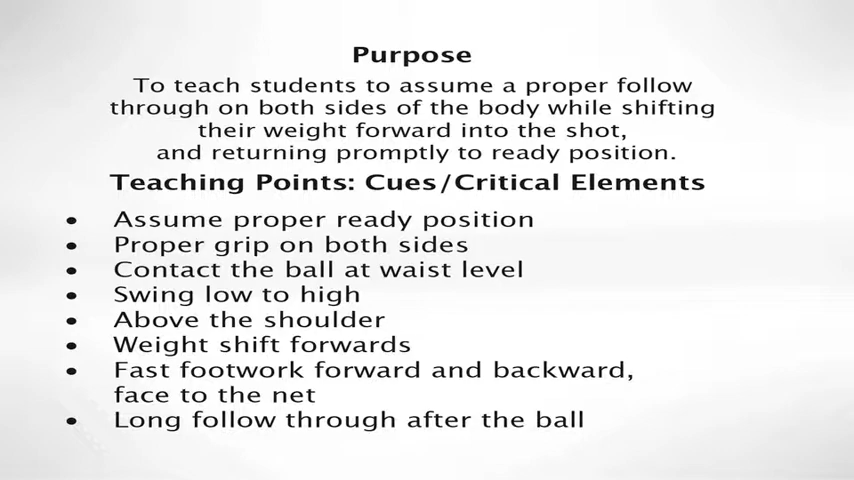 Purpose
To teach students to assume a proper follow
through on both sides of the body while shifting
their weight forward into the shot,
and returning promptly to ready position.
Teaching Points: Cues/Critical Elements
• Assume proper ready position
• Proper grip on both sides
• Contact the ball at waist level
• Swing low to high
• Above the shoulder
• Weight shift forwards
• Fast footwork forward and backward,
face to the net
• Long follow through after the ball